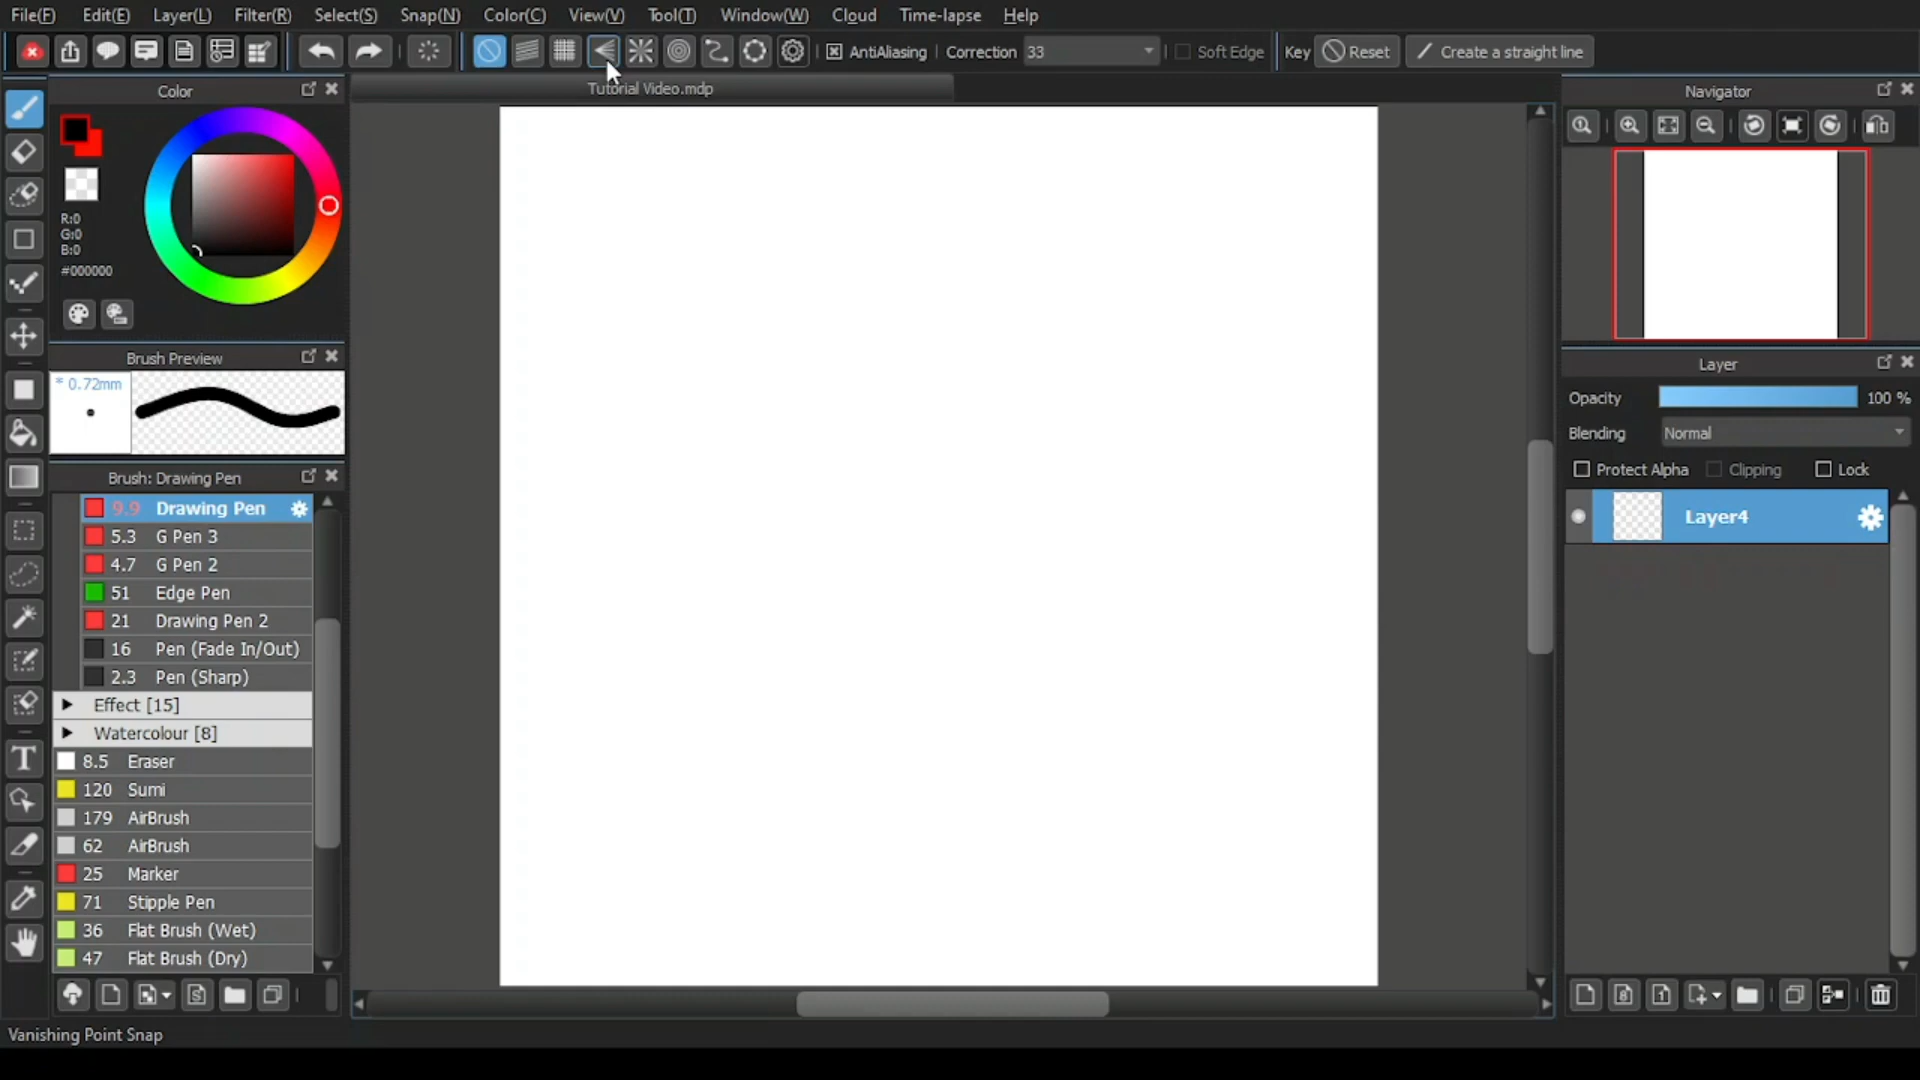 File(F) Edit(E) Layer(L) Filter(R) Select(S) Snap(N) Color(C) View(V) Tool(T) Window(W) Cloud Time-lapse Help
AntiAliasing Correction 33 Soft Edge Key Reset Create a straight line
Tutorial Video.mdp
Color
R:0
G:0
B:0
#000000
Brush Preview
* 0.72mm
Brush: Drawing Pen
9.9 Drawing Pen
5.3 G Pen 3
4.7 G Pen 2
51 Edge Pen
21 Drawing Pen 2
16 Pen (Fade In/Out)
2.3 Pen (Sharp)
Effect [15]
Watercolour [8]
8.5 Eraser
120 Sumi
179 AirBrush
62 AirBrush
25 Marker
71 Stipple Pen
36 Flat Brush (Wet)
47 Flat Brush (Dry)
Navigator
Layer
Opacity 100 %
Blending Normal
Protect Alpha Clipping Lock
Layer4
Vanishing Point Snap